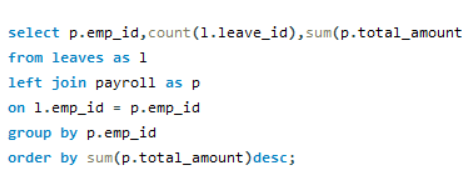 select p.emp_id,count(l.leave_id),sum(p.total_amount
from leaves as l
left join payroll as p
on l.emp_id = p.emp_id
group by p.emp_id
order by sum(p.total_amount)desc;